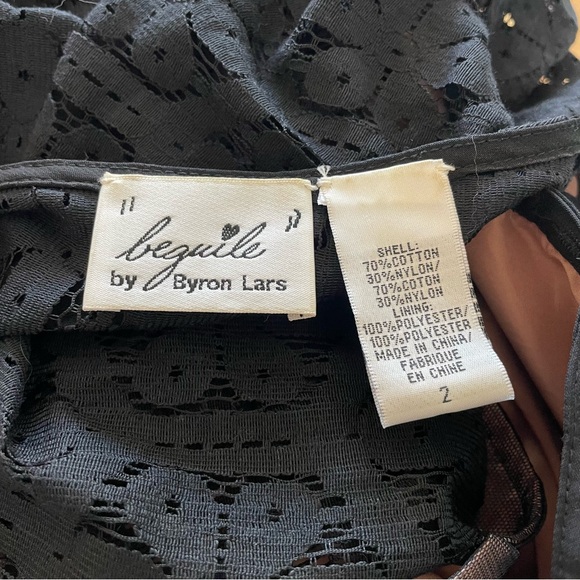 "beguile"
by Byron Lars
SHELL:
70%COTTON
30%NYLON/
70%COTON
30%NYLON
LINING:
100%POLYESTER/
100%POLYESTER
MADE IN CHINA/
FABRIQUE
EN CHINE
2